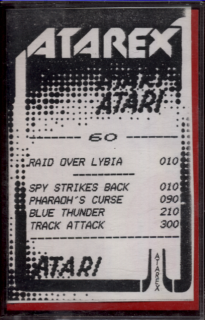 ATAREX
ATARI
ATARI
60
RAID OVER LYBIA 010
SPY STRIKES BACK 010
PHARAOH'S CURSE 090
BLUE THUNDER 210
TRACK ATTACK 300
ATARI
ATAREX